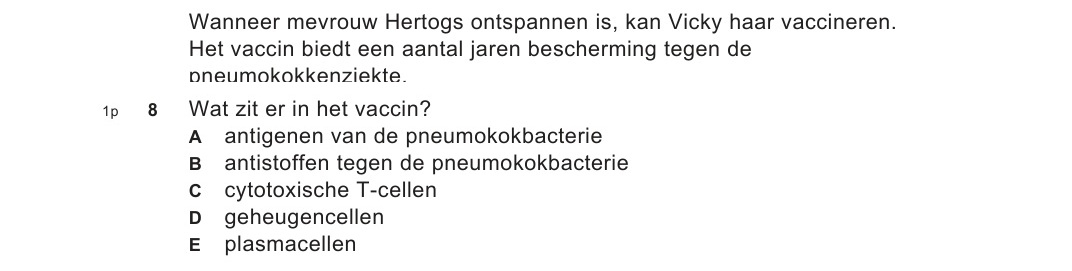 Wanneer mevrouw Hertogs ontspannen is, kan Vicky haar vaccineren.
Het vaccin biedt een aantal jaren bescherming tegen de
pneumokokkenziekte.
1p 8 Wat zit er in het vaccin?
A antigenen van de pneumokokbacterie
B antistoffen tegen de pneumokokbacterie
C cytotoxische T-cellen
D geheugencellen
E plasmacellen